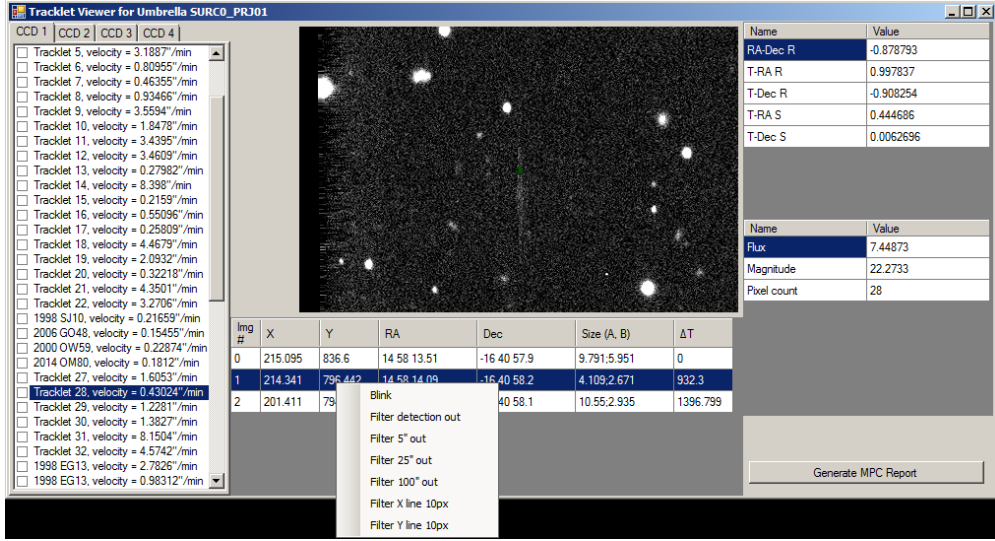 Tracklet Viewer for Umbrella SURC0_PRJ01
CCD 1 CCD 2 CCD 3 CCD 4
Tracklet 5, velocity = 3.1887"/min
Tracklet 6, velocity = 0.80955"/min
Tracklet 7, velocity = 0.46355"/min
Tracklet 8, velocity = 0.93466"/min
Tracklet 9, velocity = 3.5594"/min
Tracklet 10, velocity = 1.8478"/min
Tracklet 11, velocity = 3.4395"/min
Tracklet 12, velocity = 3.4609"/min
Tracklet 13, velocity = 0.27982"/min
Tracklet 14, velocity = 8.398"/min
Tracklet 15, velocity = 0.2159"/min
Tracklet 16, velocity = 0.55096"/min
Tracklet 17, velocity = 0.25809"/min
Tracklet 18, velocity = 4.4679"/min
Tracklet 19, velocity = 2.0932"/min
Tracklet 20, velocity = 0.32218"/min
Tracklet 21, velocity = 4.3501"/min
Tracklet 22, velocity = 3.2706"/min
1998 SJ10, velocity = 0.21659"/min
2006 GO48, velocity = 0.15455"/min
2000 OW59, velocity = 0.22874"/min
2014 OM80, velocity = 0.1812"/min
Tracklet 27, velocity = 1.6053"/min
Tracklet 28, velocity = 0.43024"/min
Tracklet 29, velocity = 1.2281"/min
Tracklet 30, velocity = 1.3827"/min
Tracklet 31, velocity = 8.1504"/min
Tracklet 32, velocity = 4.5742"/min
1998 EG13, velocity = 2.7826"/min
1998 EG13, velocity = 0.98312"/min
Img # X Y RA Dec Size (A, B) ΔT
0 215.095 836.6 14 58 13.51 -16 40 57.9 9.791;5.951 0
1 214.341 796.442 14 58 14.09 -16 40 58.2 4.109;2.671 932.3
2 201.411 79 40 58.1 10.55;2.935 1396.799
Blink
Filter detection out
Filter 5" out
Filter 25" out
Filter 100" out
Filter X line 10px
Filter Y line 10px
Name Value
RA-Dec R -0.878793
T-RA R 0.997837
T-Dec R -0.908254
T-RA S 0.444686
T-Dec S 0.0062696
Name Value
Flux 7.44873
Magnitude 22.2733
Pixel count 28
Generate MPC Report